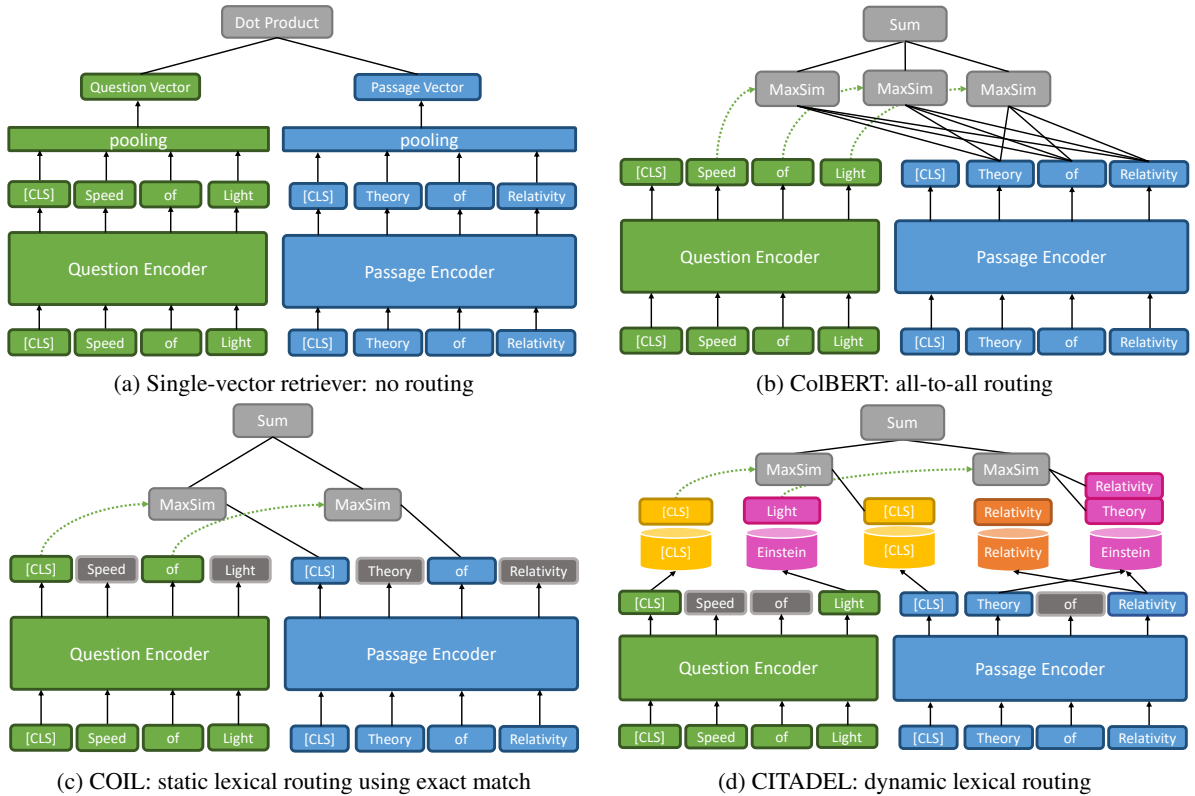 Dot Product
Question Vector Passage Vector
pooling pooling
[CLS] Speed of Light [CLS] Theory of Relativity
Question Encoder Passage Encoder
[CLS] Speed of Light [CLS] Theory of Relativity
(a) Single-vector retriever: no routing
Sum
MaxSim MaxSim MaxSim
[CLS] Speed of Light [CLS] Theory of Relativity
Question Encoder Passage Encoder
[CLS] Speed of Light [CLS] Theory of Relativity
(b) ColBERT: all-to-all routing
Sum
MaxSim MaxSim
[CLS] Speed of Light [CLS] Theory of Relativity
Question Encoder Passage Encoder
[CLS] Speed of Light [CLS] Theory of Relativity
(c) COIL: static lexical routing using exact match
Sum
MaxSim MaxSim
Relativity
[CLS] Light [CLS] Relativity Theory
[CLS] Einstein [CLS] Relativity Einstein
[CLS] Speed of Light [CLS] Theory of Relativity
Question Encoder Passage Encoder
[CLS] Speed of Light [CLS] Theory of Relativity
(d) CITADEL: dynamic lexical routing